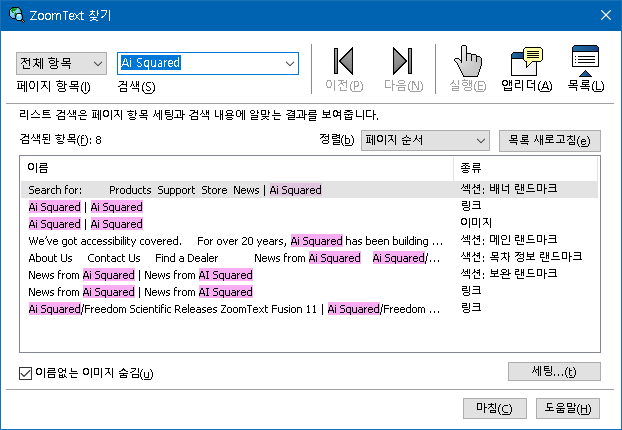 ZoomText 찾기
전체 항목 Ai Squared
페이지 항목(I) 검색(S) 이전(P) 다음(N) 실행(E) 앱리더(A) 목록(L)
리스트 검색은 페이지 항목 세팅과 검색 내용에 알맞는 결과를 보여줍니다.
검색된 항목(f): 8 정렬(b) 페이지 순서 목록 새로고침(e)
이름 종류
Search for: Products Support Store News | Ai Squared 섹션: 배너 랜드마크
Ai Squared | Ai Squared 링크
Ai Squared | Ai Squared 이미지
We've got accessibility covered. For over 20 years, Ai Squared has been building ... 섹션: 메인 랜드마크
About Us Contact Us Find a Dealer News from Ai Squared Ai Squared/... 색션: 목차 정보 랜드마크
News from Ai Squared | News from AI Squared 섹션: 보완 랜드마크
News from Ai Squared | News from AI Squared 링크
Ai Squared/Freedom Scientific Releases ZoomText Fusion 11 | Ai Squared/Freedom ... 링크
이름없는 이미지 숨김(u) 세팅...(t)
마침(C) 도움말(H)